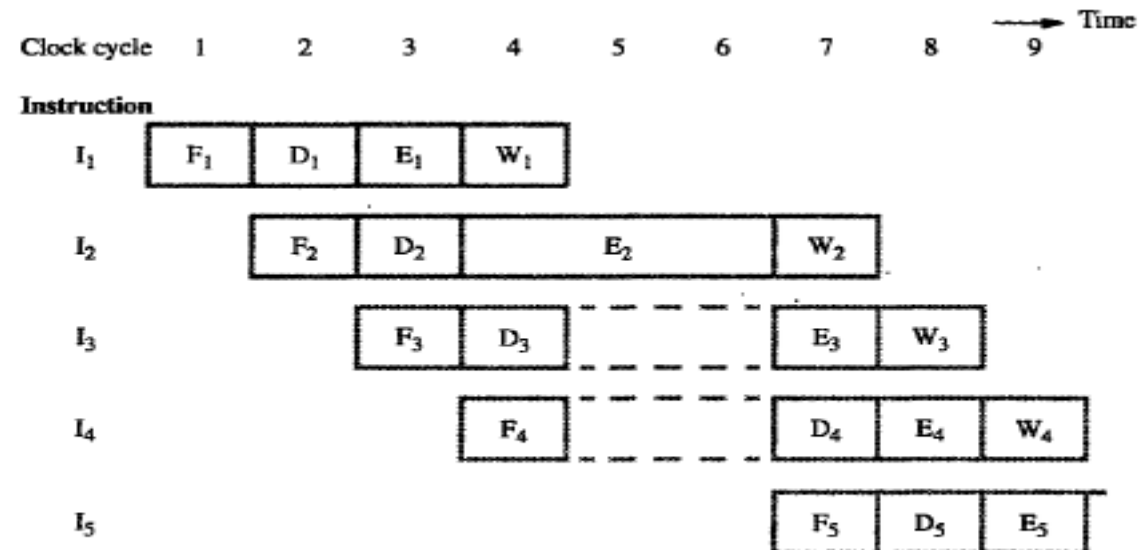 Time
Clock cycle 1 2 3 4 5 6 7 8 9
Instruction
I₁ F₁ D₁ E₁ W₁
I₂ F₂ D₂ E₂ W₂
I₃ F₃ D₃ E₃ W₃
I₄ F₄ D₄ E₄ W₄
I₅ F₅ D₅ E₅